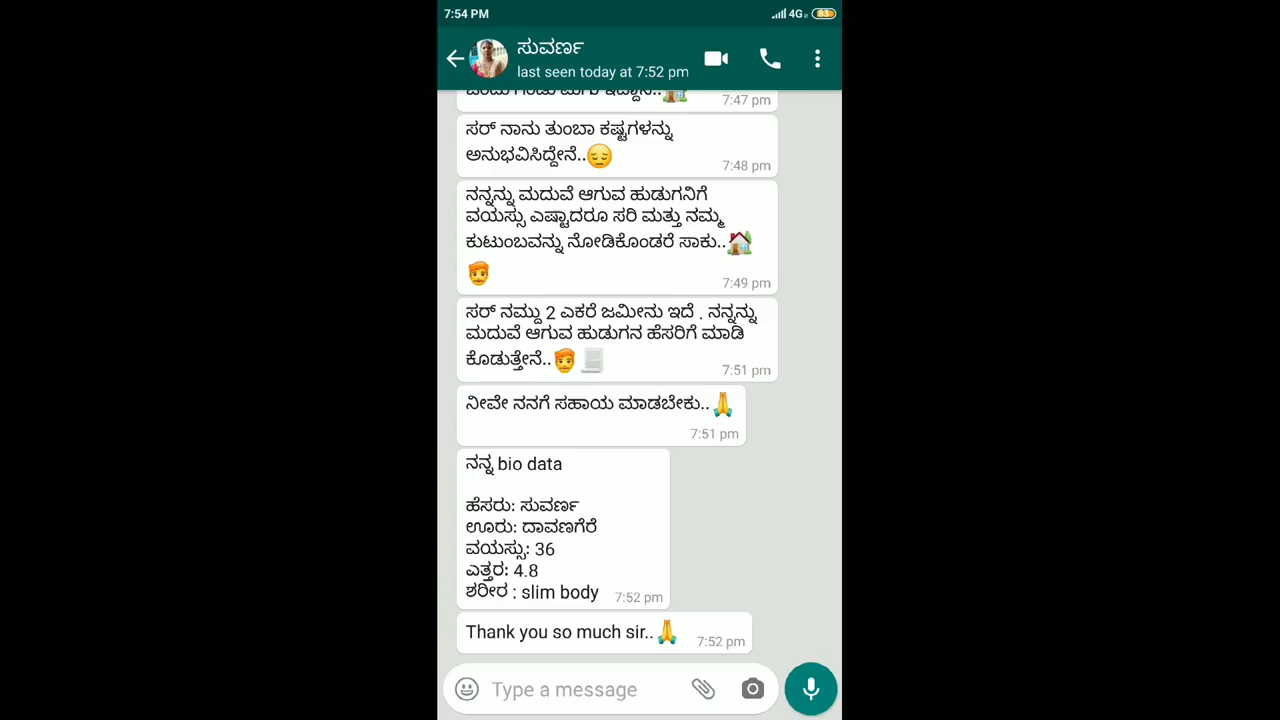 7:54 PM
4G
83
ಸುವರ್ಣ
last seen today at 7:52 pm
7:47 pm
ಸರ್ ನಾನು ತುಂಬಾ ಕಷ್ಟಗಳನ್ನು
ಅನುಭವಿಸಿದ್ದೇನೆ..😔
7:48 pm
ನನ್ನನ್ನು ಮದುವೆ ಆಗುವ ಹುಡುಗನಿಗೆ
ವಯಸ್ಸು ಎಷ್ಟಾದರೂ ಸರಿ ಮತ್ತು ನಮ್ಮ
ಕುಟುಂಬವನ್ನು ನೋಡಿಕೊಂಡರೆ ಸಾಕು..🏡
7:49 pm
ಸರ್ ನಮ್ದು 2 ಎಕರೆ ಜಮೀನು ಇದೆ . ನನ್ನನ್ನು
ಮದುವೆ ಆಗುವ ಹುಡುಗನ ಹೆಸರಿಗೆ ಮಾಡಿ
ಕೊಡುತ್ತೇನೆ..
7:51 pm
ನೀವೇ ನನಗೆ ಸಹಾಯ ಮಾಡಬೇಕು..🙏
7:51 pm
ನನ್ನ bio data
ಹೆಸರು: ಸುವರ್ಣ
ಊರು: ದಾವಣಗೆರೆ
ವಯಸ್ಸು: 36
ಎತ್ತರ: 4.8
ಶರೀರ : slim body
7:52 pm
Thank you so much sir..🙏
7:52 pm
Type a message